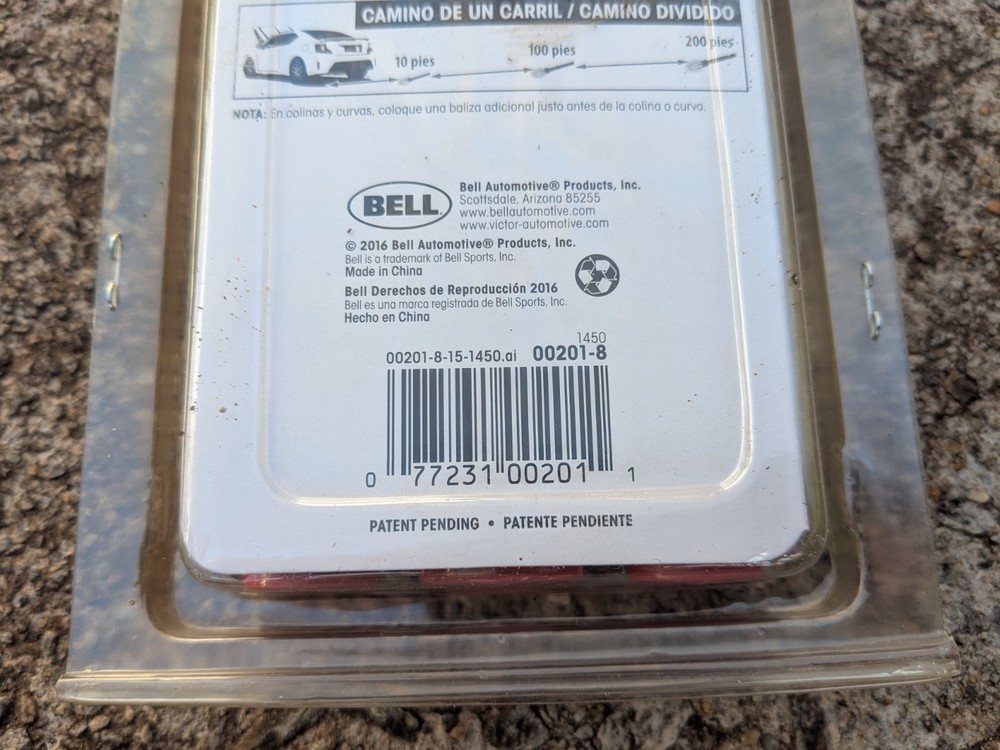 CAMINO DE UN CARRIL / CAMINO DIVIDIDO
10 pies
100 pies
200 pies
NOTA: En colinas y curvas, coloque una baliza adicional justo antes de la colina o curva.
BELL
Bell Automotive® Products, Inc.
Scottsdale, Arizona 85255
www.bellautomotive.com
www.victor-automotive.com
© 2016 Bell Automotive® Products, Inc.
Bell is a trademark of Bell Sports, Inc.
Made in China
Bell Derechos de Reproducción 2016
Bell es una marca registrada de Bell Sports, Inc.
Hecho en China
1450
00201-8-15-1450.ai 00201-8
0 77231 00201 1
PATENT PENDING • PATENTE PENDIENTE